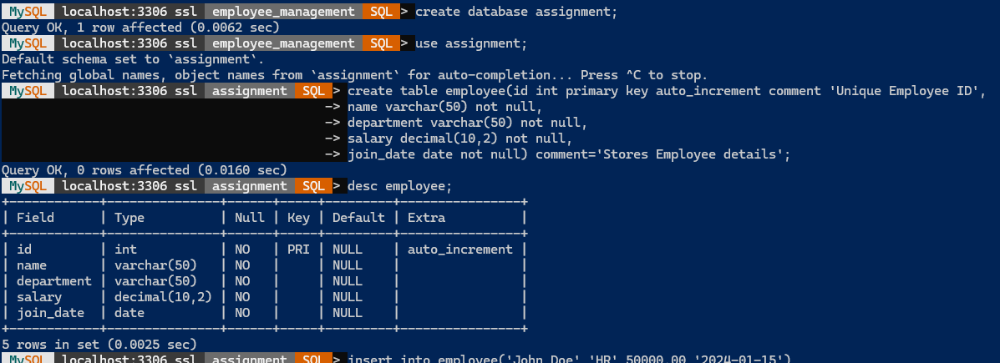 MySQL localhost:3306 ssl employee_management SQL > create database assignment;
Query OK, 1 row affected (0.0062 sec)
MySQL localhost:3306 ssl employee_management SQL > use assignment;
Default schema set to `assignment`.
Fetching global names, object names from `assignment` for auto-completion... Press ^C to stop.
MySQL localhost:3306 ssl assignment SQL > create table employee(id int primary key auto_increment comment 'Unique Employee ID',
-> name varchar(50) not null,
-> department varchar(50) not null,
-> salary decimal(10,2) not null,
-> join_date date not null) comment='Stores Employee details';
Query OK, 0 rows affected (0.0160 sec)
MySQL localhost:3306 ssl assignment SQL > desc employee;
+------------+---------------+------+-----+---------+----------------+
| Field      | Type          | Null | Key | Default | Extra          |
+------------+---------------+------+-----+---------+----------------+
| id         | int           | NO   | PRI | NULL    | auto_increment |
| name       | varchar(50)   | NO   |     | NULL    |                |
| department | varchar(50)   | NO   |     | NULL    |                |
| salary     | decimal(10,2) | NO   |     | NULL    |                |
| join_date  | date          | NO   |     | NULL    |                |
+------------+---------------+------+-----+---------+----------------+
5 rows in set (0.0025 sec)
MySQL localhost:3306 ssl assignment SQL > insert into employee('John Doe','HR',50000.00,'2024-01-15')